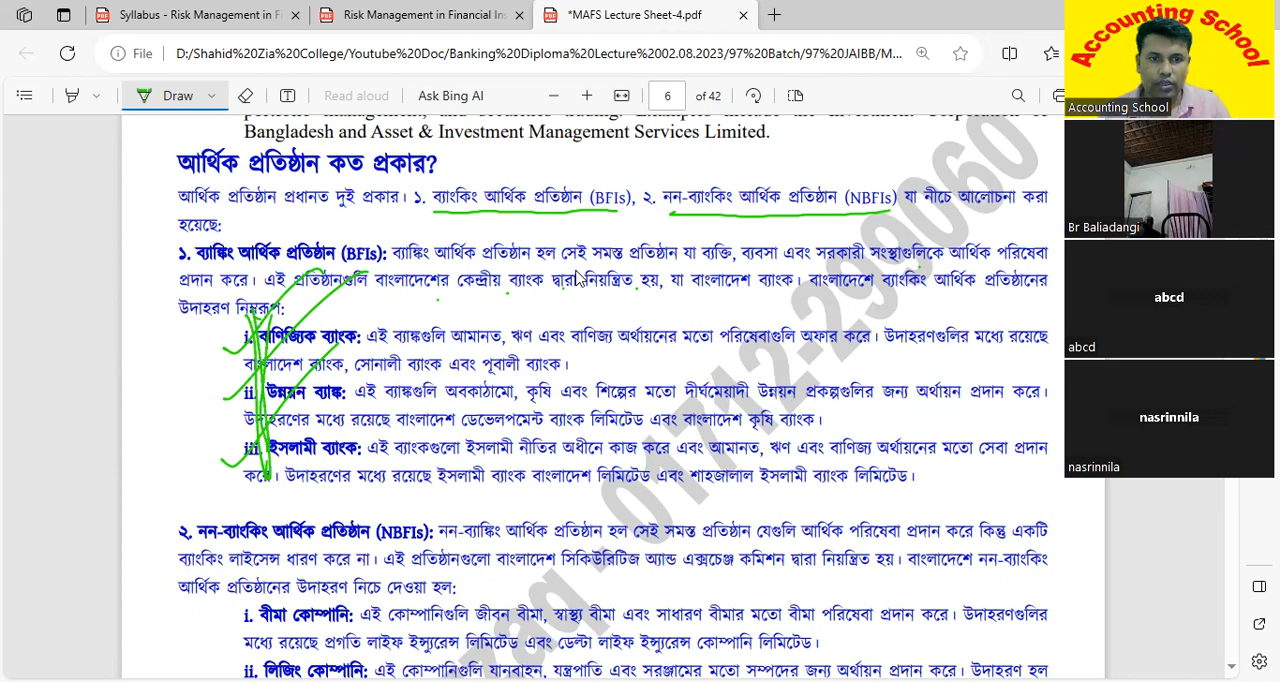 Syllabus - Risk Management in Fi
Risk Management in Financial Ins
*MAFS Lecture Sheet-4.pdf
File
D:/Shahid%20Zia%20College/Youtube%20Doc/Banking%20Diploma%20Lecture%2002.08.2023/97%20Batch/97%20JAIBB/M...
Draw
Read aloud
Ask Bing AI
6
of 42
Bangladesh and Asset & Investment Management Services Limited.
আর্থিক প্রতিষ্ঠান কত প্রকার?
আর্থিক প্রতিষ্ঠান প্রধানত দুই প্রকার। ১. ব্যাংকিং আর্থিক প্রতিষ্ঠান (BFIs), ২. নন-ব্যাংকিং আর্থিক প্রতিষ্ঠান (NBFIs) যা নীচে আলোচনা করা
হয়েছে:
১. ব্যাঙ্কিং আর্থিক প্রতিষ্ঠান (BFIs): ব্যাংকিং আর্থিক প্রতিষ্ঠান হল সেই সমস্ত প্রতিষ্ঠান যা ব্যক্তি, ব্যবসা এবং সরকারী সংস্থাগুলিকে আর্থিক পরিষেবা
প্রদান করে। এই প্রতিষ্ঠানগুলি বাংলাদেশের কেন্দ্রীয় ব্যাংক দ্বারা নিয়ন্ত্রিত হয়, যা বাংলাদেশ ব্যাংক। বাংলাদেশে ব্যাংকিং আর্থিক প্রতিষ্ঠানের
উদাহরণ নিম্নরূপ:
i. বাণিজ্যিক ব্যাংক: এই ব্যাঙ্কগুলি আমানত, ঋণ এবং বাণিজ্য অর্থায়নের মতো পরিষেবাগুলি অফার করে। উদাহরণগুলির মধ্যে রয়েছে
বাংলাদেশ ব্যাংক, সোনালী ব্যাংক এবং পূবালী ব্যাংক।
ii. উন্নয়ন ব্যাঙ্ক: এই ব্যাঙ্কগুলি অবকাঠামো, কৃষি এবং শিল্পের মতো দীর্ঘমেয়াদী উন্নয়ন প্রকল্পগুলির জন্য অর্থায়ন প্রদান করে।
উদাহরণের মধ্যে রয়েছে বাংলাদেশ ডেভেলপমেন্ট ব্যাংক লিমিটেড এবং বাংলাদেশ কৃষি ব্যাংক।
iii. ইসলামী ব্যাংক: এই ব্যাংকগুলো ইসলামী নীতির অধীনে কাজ করে এবং আমানত, ঋণ এবং বাণিজ্য অর্থায়নের মতো সেবা প্রদান
করে। উদাহরণের মধ্যে রয়েছে ইসলামী ব্যাংক বাংলাদেশ লিমিটেড এবং শাহজালাল ইসলামী ব্যাংক লিমিটেড।
২. নন-ব্যাংকিং আর্থিক প্রতিষ্ঠান (NBFIs): নন-ব্যাঙ্কিং আর্থিক প্রতিষ্ঠান হল সেই সমস্ত প্রতিষ্ঠান যেগুলি আর্থিক পরিষেবা প্রদান করে কিন্তু একটি
ব্যাংকিং লাইসেন্স ধারণ করে না। এই প্রতিষ্ঠানগুলো বাংলাদেশ সিকিউরিটিজ অ্যান্ড এক্সচেঞ্জ কমিশন দ্বারা নিয়ন্ত্রিত হয়। বাংলাদেশে নন-ব্যাংকিং
আর্থিক প্রতিষ্ঠানের উদাহরণ নিচে দেওয়া হল:
i. বীমা কোম্পানি: এই কোম্পানিগুলি জীবন বীমা, স্বাস্থ্য বীমা এবং সাধারণ বীমার মতো বীমা পরিষেবা প্রদান করে। উদাহরণগুলির
মধ্যে রয়েছে প্রগতি লাইফ ইন্স্যুরেন্স লিমিটেড এবং ডেল্টা লাইফ ইন্স্যুরেন্স কোম্পানি লিমিটেড।
ii. লিজিং কোম্পানি: এই কোম্পানিগুলি যানবাহন, যন্ত্রপাতি এবং সরঞ্জামের মতো সম্পদের জন্য অর্থায়ন প্রদান করে। উদাহরণ হল
zaq - 01712-299060
Accounting School
Accounting School
Br Baliadangi
abcd
abcd
nasrinnila
nasrinnila